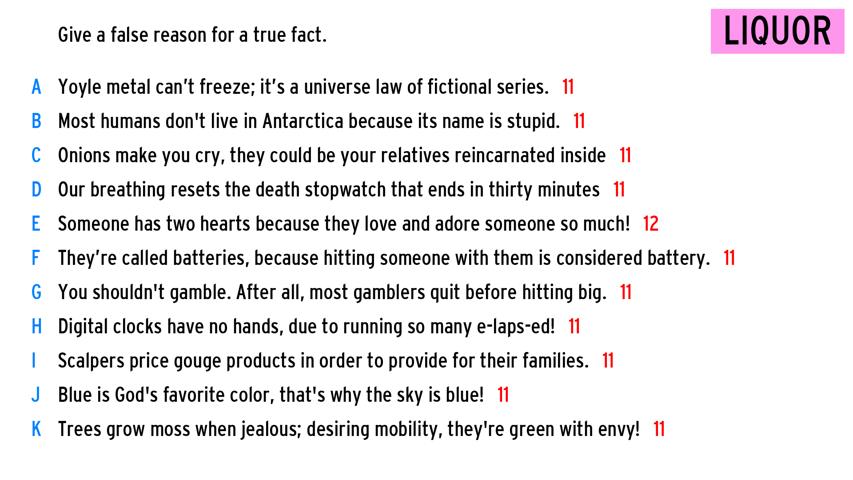 Give a false reason for a true fact.
LIQUOR
A Yoyle metal can’t freeze; it’s a universe law of fictional series. 11
B Most humans don't live in Antarctica because its name is stupid. 11
C Onions make you cry, they could be your relatives reincarnated inside 11
D Our breathing resets the death stopwatch that ends in thirty minutes 11
E Someone has two hearts because they love and adore someone so much! 12
F They’re called batteries, because hitting someone with them is considered battery. 11
G You shouldn't gamble. After all, most gamblers quit before hitting big. 11
H Digital clocks have no hands, due to running so many e-laps-ed! 11
I Scalpers price gouge products in order to provide for their families. 11
J Blue is God's favorite color, that's why the sky is blue! 11
K Trees grow moss when jealous; desiring mobility, they're green with envy! 11